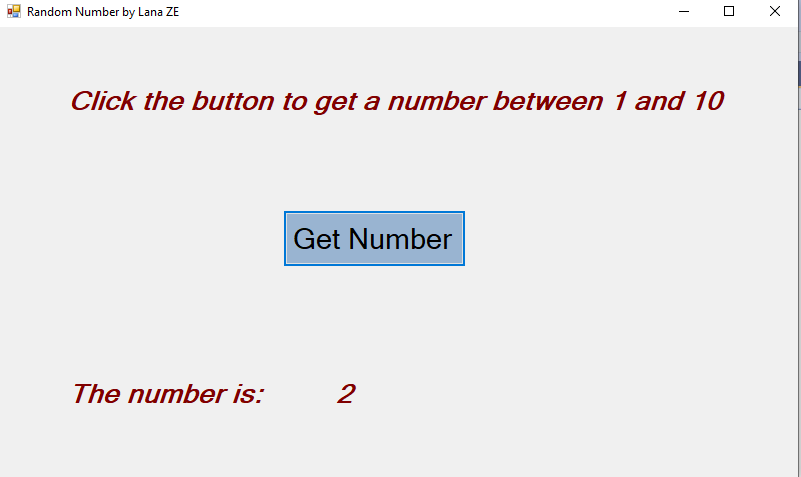 Random Number by Lana ZE
Click the button to get a number between 1 and 10
Get Number
The number is: 2